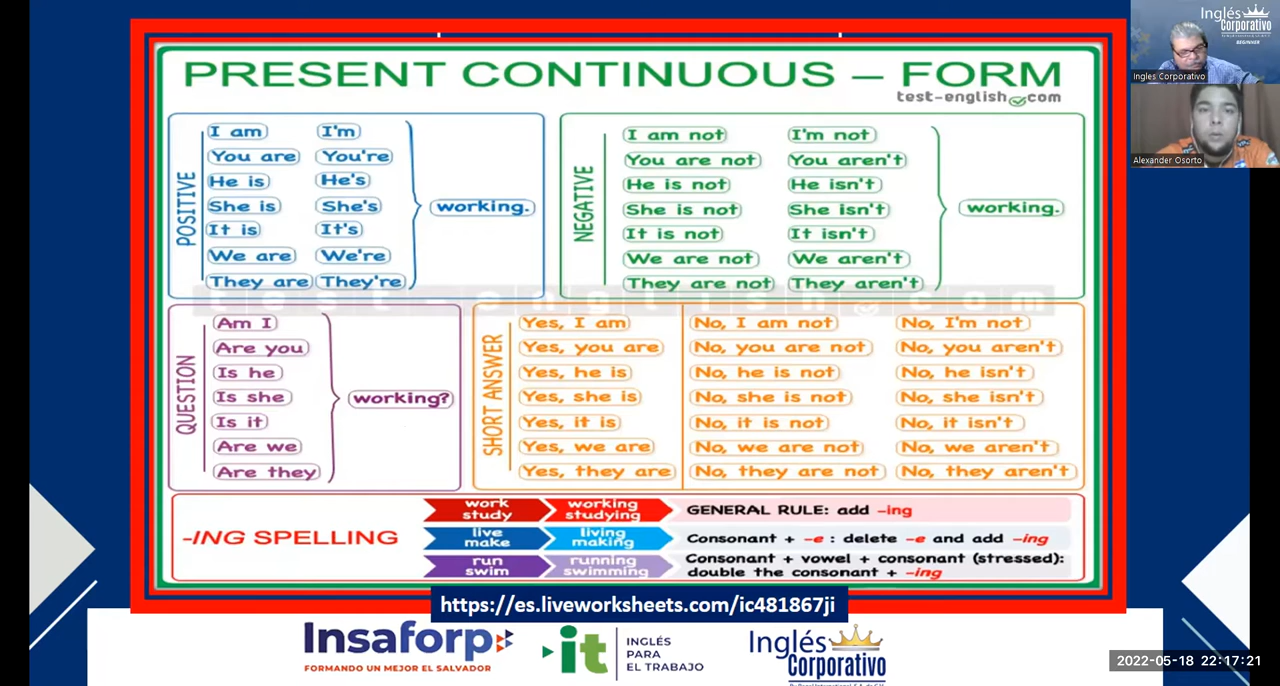 PRESENT CONTINUOUS – FORM
test-english.com
POSITIVE
I am I'm
You are You're
He is He's
She is She's
It is It's
We are We're
They are They're
working.
NEGATIVE
I am not I'm not
You are not You aren't
He is not He isn't
She is not She isn't
It is not It isn't
We are not We aren't
They are not They aren't
working.
test-english.com
QUESTION
Am I
Are you
Is he
Is she
Is it
Are we
Are they
working?
SHORT ANSWER
Yes, I am No, I am not No, I'm not
Yes, you are No, you are not No, you aren't
Yes, he is No, he is not No, he isn't
Yes, she is No, she is not No, she isn't
Yes, it is No, it is not No, it isn't
Yes, we are No, we are not No, we aren't
Yes, they are No, they are not No, they aren't
-ING SPELLING
work working
study studying
GENERAL RULE: add -ing
live living
make making
Consonant + -e : delete -e and add -ing
run running
swim swimming
Consonant + vowel + consonant (stressed):
double the consonant + -ing
https://es.liveworksheets.com/ic481867ji
Insaforp
FORMANDO UN MEJOR EL SALVADOR
it
INGLÉS
PARA
EL TRABAJO
Inglés
Corporativo
Inglés
Corporativo
BEGINNER
Ingles Corporativo
Alexander Osorto
2022-05-18 22:17:21